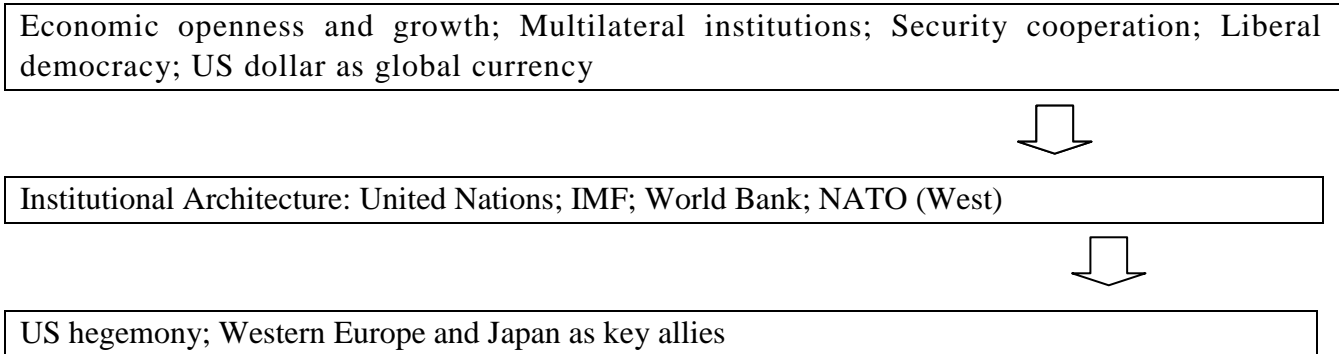 Economic openness and growth; Multilateral institutions; Security cooperation; Liberal
democracy; US dollar as global currency
Institutional Architecture: United Nations; IMF; World Bank; NATO (West)
US hegemony; Western Europe and Japan as key allies